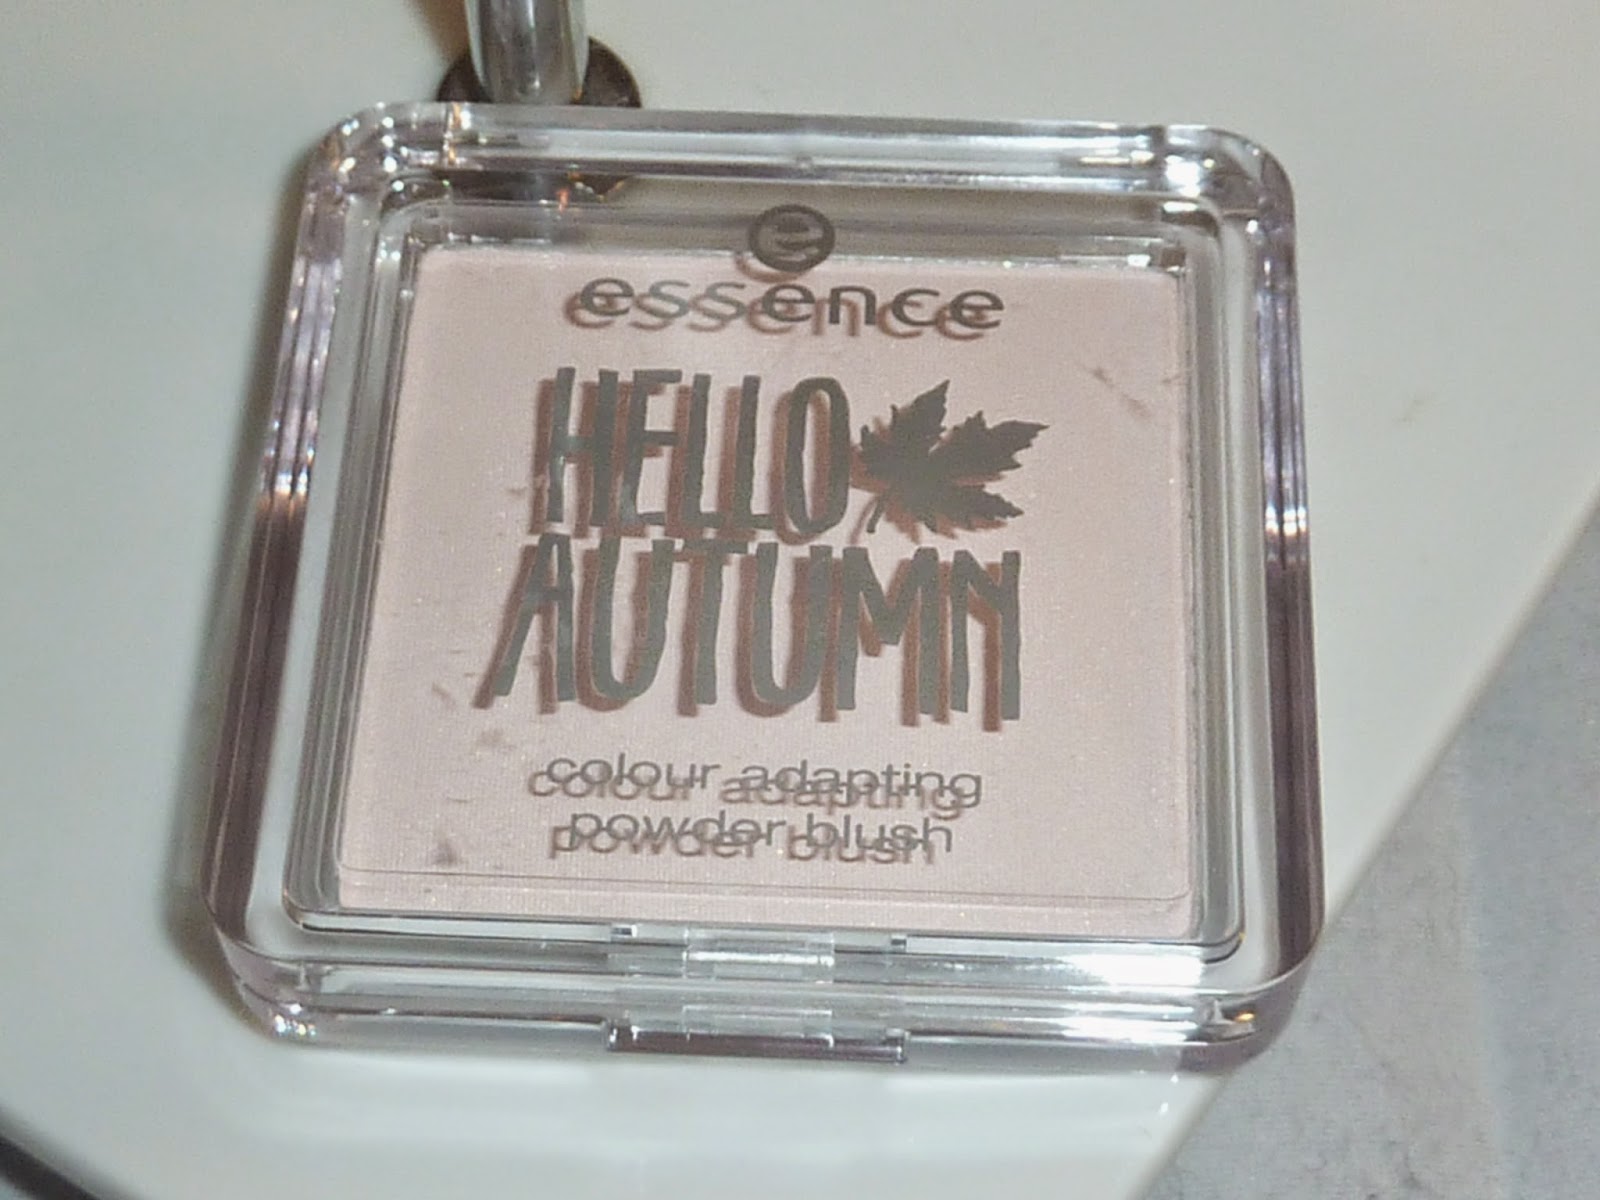 e
essence
HELLO
AUTUMN
colour adapting
powder blush